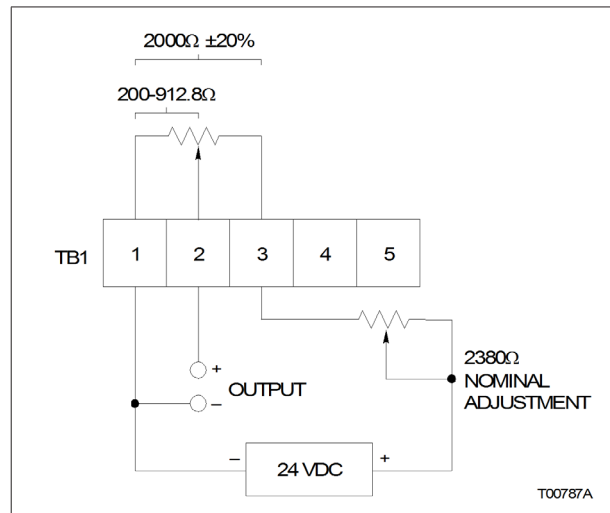 2000Ω ±20%
200-912.8Ω
TB1
1
2
3
4
5
+
OUTPUT
–
2380Ω
NOMINAL
ADJUSTMENT
–
24 VDC
+
T00787A